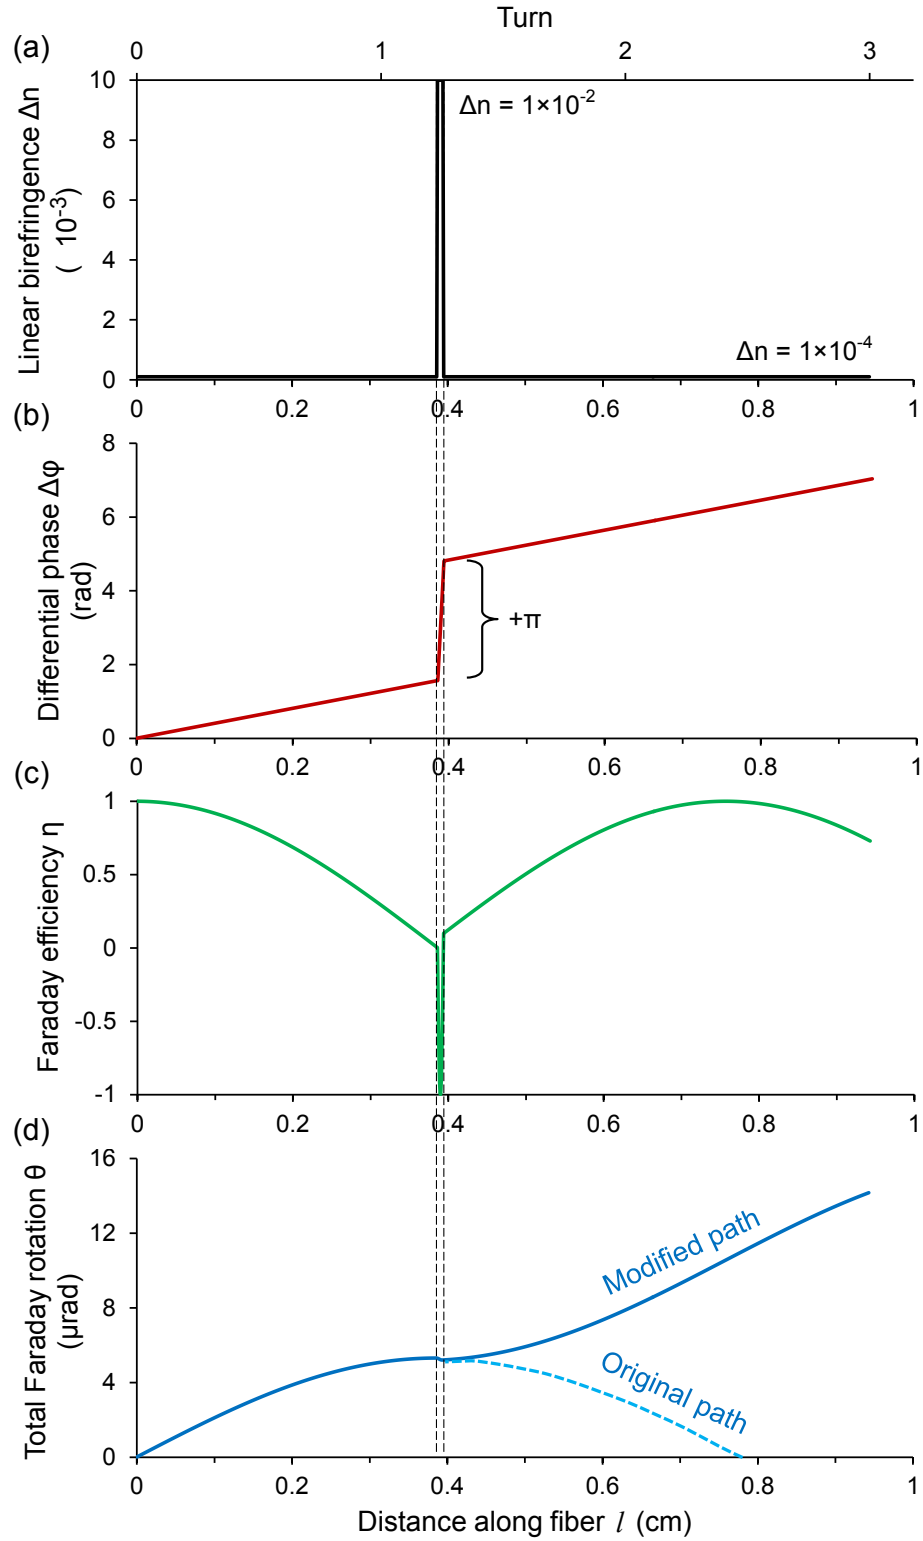 Turn
(a)
0 1 2 3
Linear birefringence Δn
( 10⁻³)
10
8
6
4
2
0
Δn = 1×10⁻²
Δn = 1×10⁻⁴
0 0.2 0.4 0.6 0.8 1
(b)
Differential phase Δφ
(rad)
8
6
4
2
0
+π
0 0.2 0.4 0.6 0.8 1
(c)
Faraday efficiency η
1
0.5
0
-0.5
-1
0 0.2 0.4 0.6 0.8 1
(d)
Total Faraday rotation θ
(μrad)
16
12
8
4
0
Modified path
Original path
0 0.2 0.4 0.6 0.8 1
Distance along fiber l (cm)